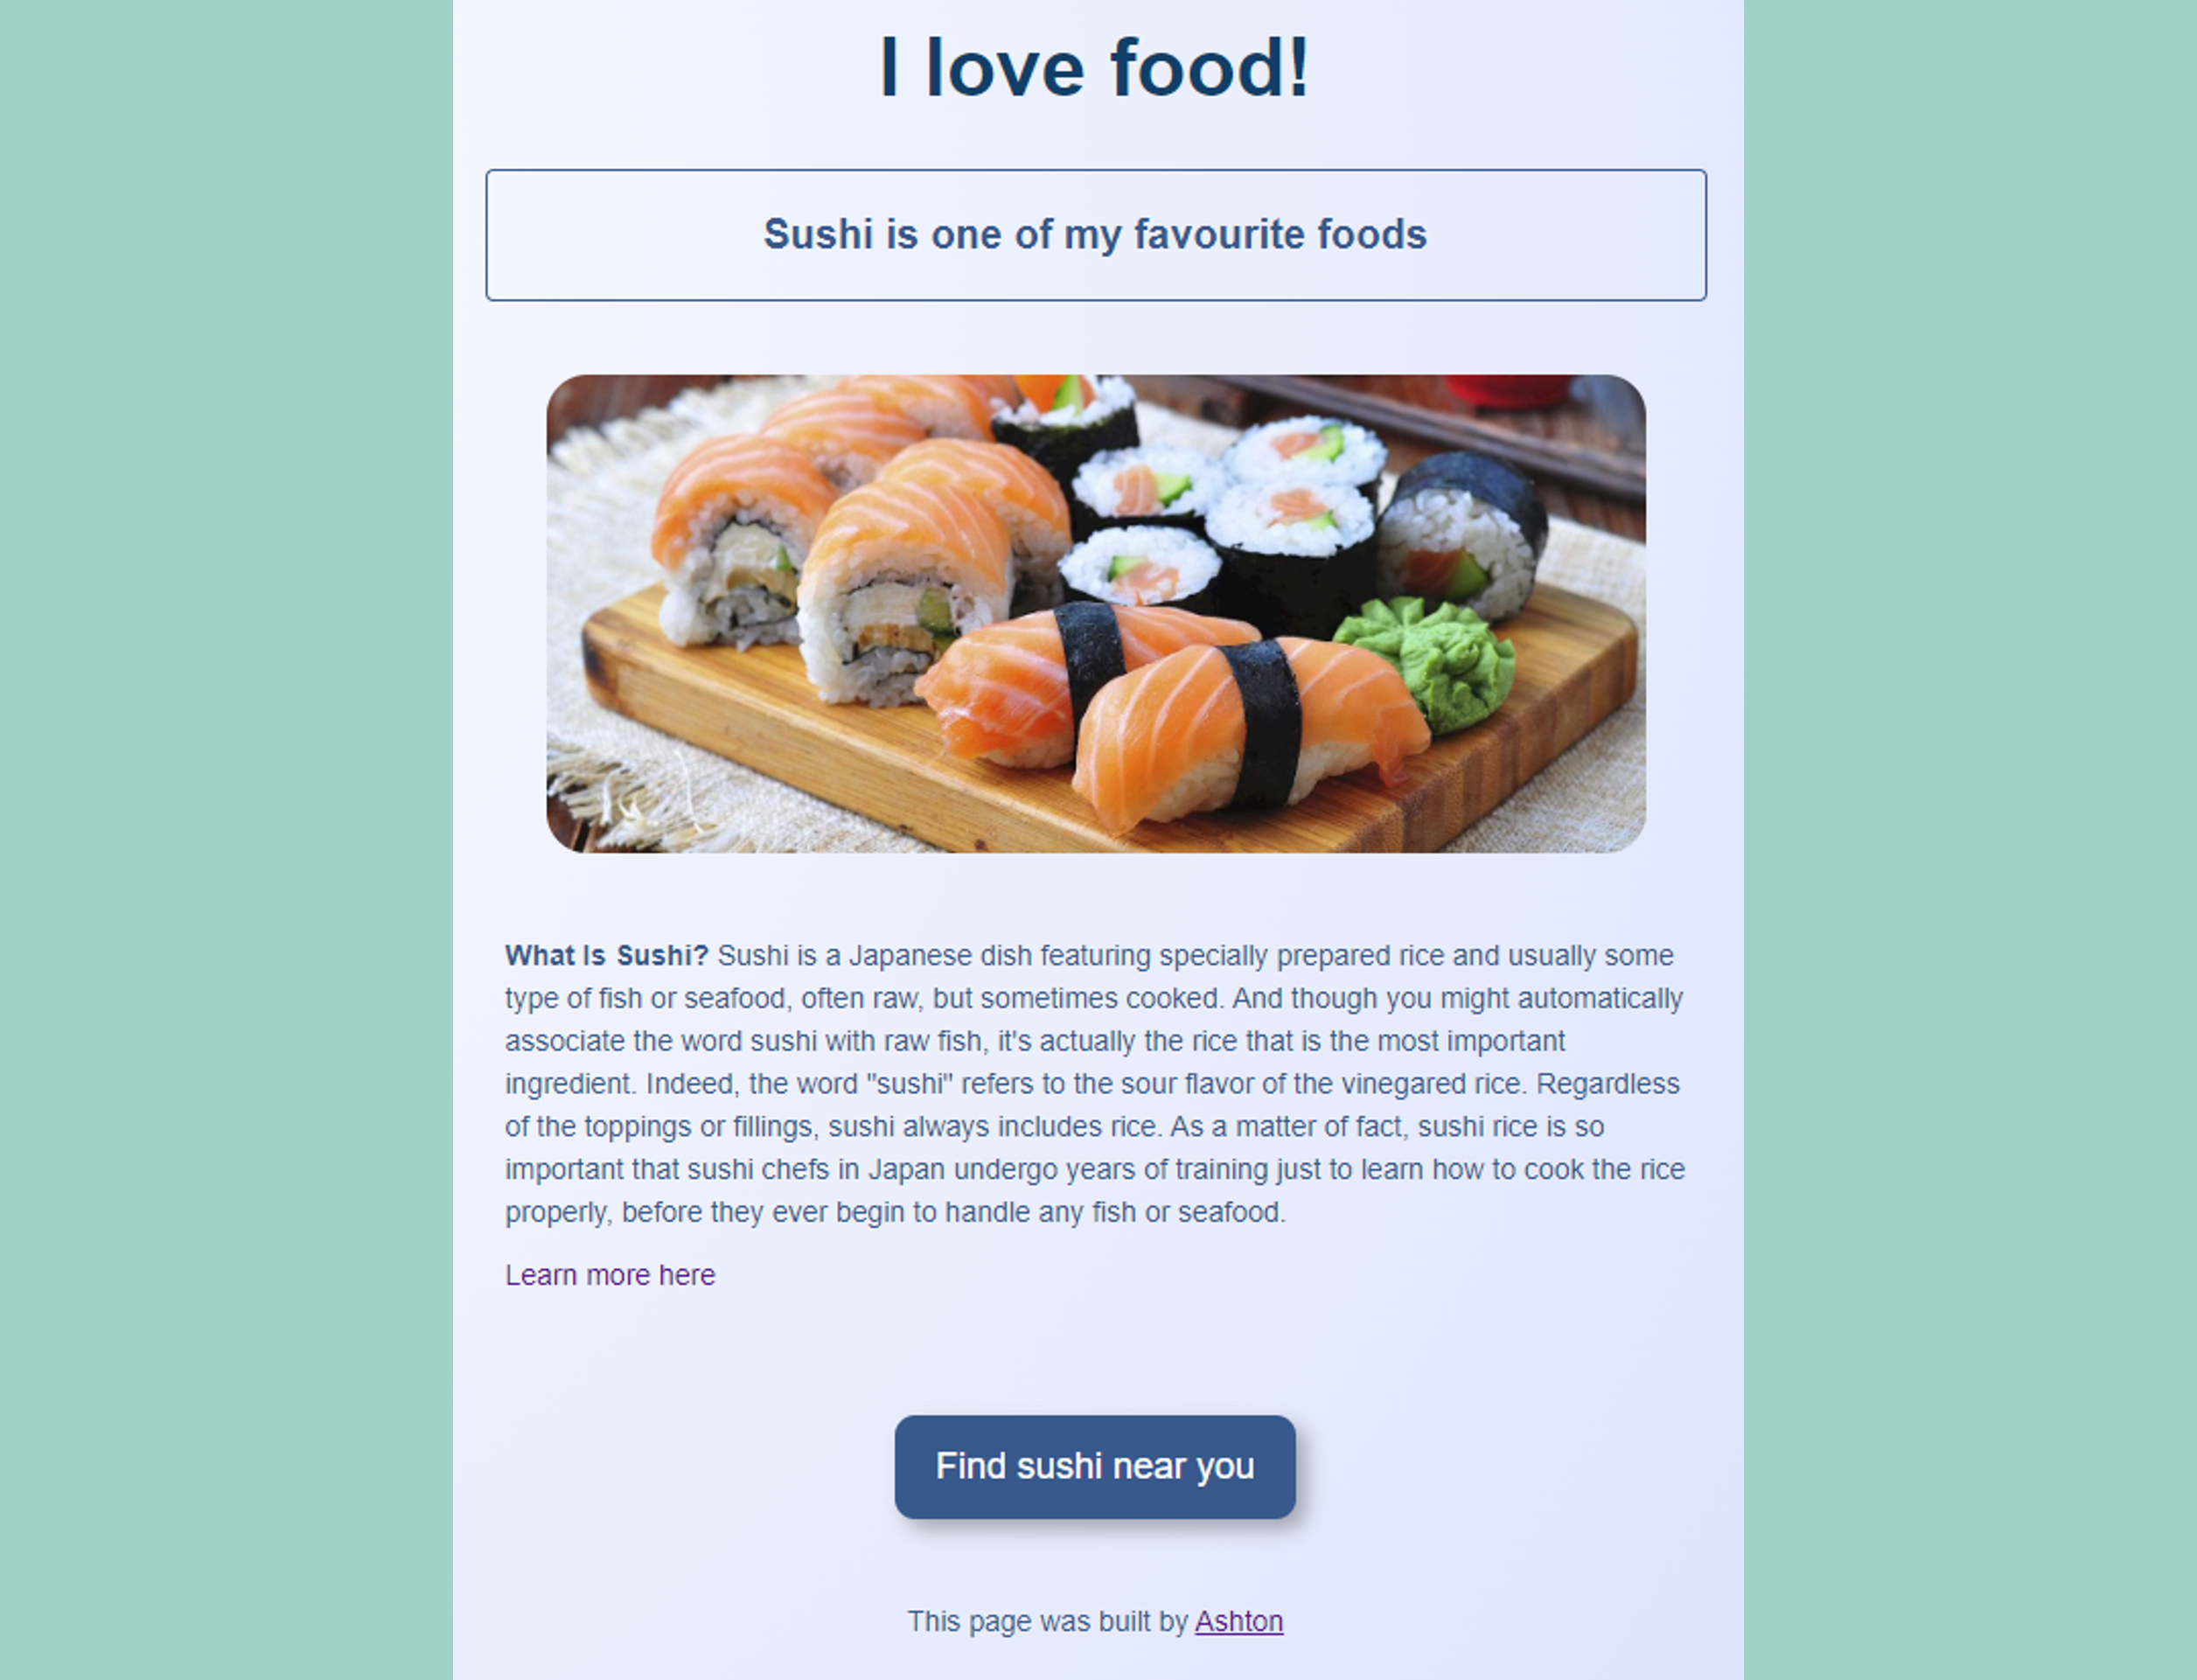 I love food!
Sushi is one of my favourite foods
What Is Sushi? Sushi is a Japanese dish featuring specially prepared rice and usually some
type of fish or seafood, often raw, but sometimes cooked. And though you might automatically
associate the word sushi with raw fish, it's actually the rice that is the most important
ingredient. Indeed, the word "sushi" refers to the sour flavor of the vinegared rice. Regardless
of the toppings or fillings, sushi always includes rice. As a matter of fact, sushi rice is so
important that sushi chefs in Japan undergo years of training just to learn how to cook the rice
properly, before they ever begin to handle any fish or seafood.
Learn more here
Find sushi near you
This page was built by Ashton